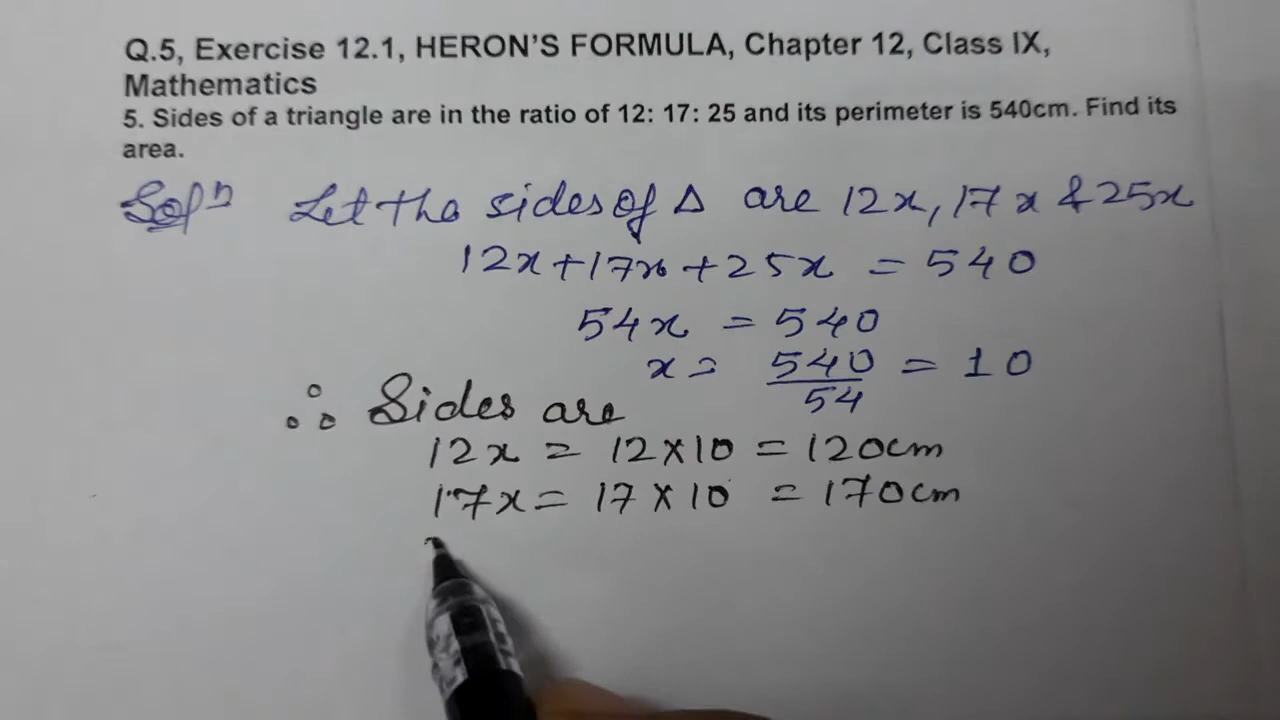 Q.5, Exercise 12.1, HERON'S FORMULA, Chapter 12, Class IX,
Mathematics
5. Sides of a triangle are in the ratio of 12: 17: 25 and its perimeter is 540cm. Find its
area.
Solⁿ Let the sides of Δ are 12x, 17x & 25x
12x+17x+25x = 540
54x = 540
x = 540/54 = 10
∴ Sides are
12x = 12×10 = 120cm
17x = 17×10 = 170cm